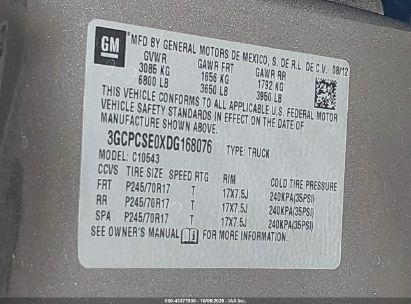 GM
MFD BY GENERAL MOTORS DE MEXICO, S. DE R.L. DE C.V. 08/12
GVWR GAWR FRT GAWR RR
3085 KG 1656 KG 1792 KG
6800 LB 3650 LB 3950 LB
THIS VEHICLE CONFORMS TO ALL APPLICABLE U.S. FEDERAL MOTOR
VEHICLE SAFETY STANDARDS IN EFFECT ON THE DATE OF
MANUFACTURE SHOWN ABOVE.
3GCPCSE0XDG168076 TYPE: TRUCK
MODEL: C10543
CCVS TIRE SIZE SPEED RTG RIM COLD TIRE PRESSURE
FRT P245/70R17 T 17X7.5J 240KPA(35PSI)
RR P245/70R17 T 17X7.5J 240KPA(35PSI)
SPA P245/70R17 T 17X7.5J 240KPA(35PSI)
SEE OWNER'S MANUAL FOR MORE INFORMATION.